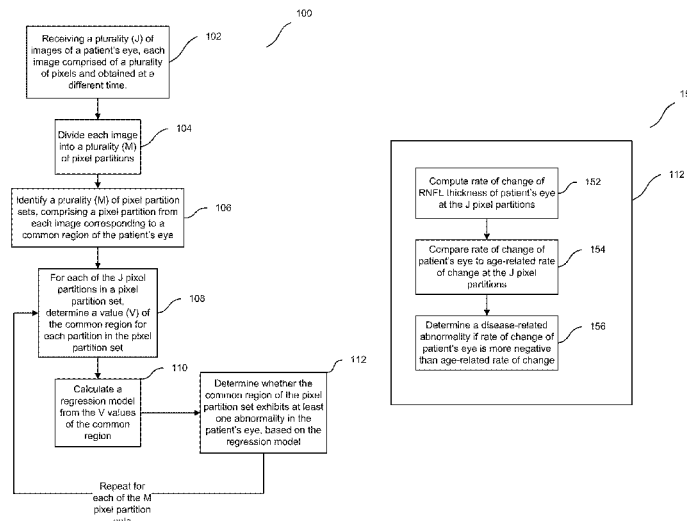 100
Receiving a plurality (J) of
images of a patient's eye, each
image comprised of a plurality
of pixels and obtained at a
different time.
102
Divide each image
into a plurality (M)
of pixel partitions
104
Identify a plurality (M) of pixel partition
sets, comprising a pixel partition from
each image corresponding to a
common region of the patient's eye
106
For each of the J pixel
partitions in a pixel
partition set,
determine a value (V) of
the common region for
each partition in the pixel
partition set
108
110
Calculate a
regression model
from the V values
of the common
region
112
Determine whether the
common region of the pixel
partition set exhibits at least
one abnormality in the
patient's eye, based on the
regression model
Repeat for
each of the M
pixel partition
112
Compute rate of change of
RNFL thickness of patient's eye
at the J pixel partitions
152
Compare rate of change of
patient's eye to age-related rate
of change at the J pixel
partitions
154
Determine a disease-related
abnormality if rate of change of
patient's eye is more negative
than age-related rate of change
156